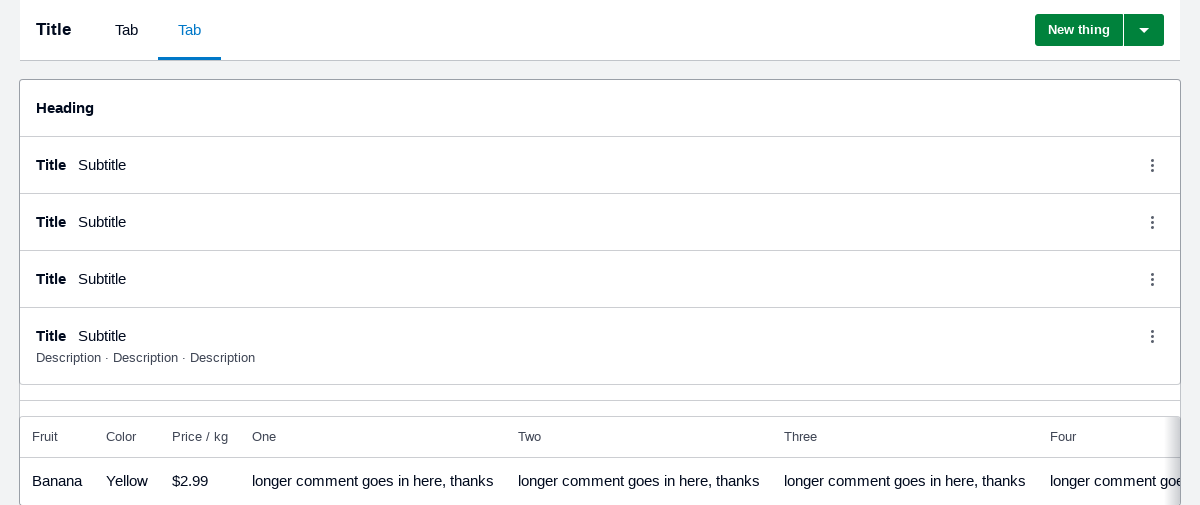 Title Tab Tab New thing
Heading
Title Subtitle
Title Subtitle
Title Subtitle
Title Subtitle
Description · Description · Description
Fruit Color Price / kg One Two Three Four
Banana Yellow $2.99 longer comment goes in here, thanks longer comment goes in here, thanks longer comment goes in here, thanks longer comment goe